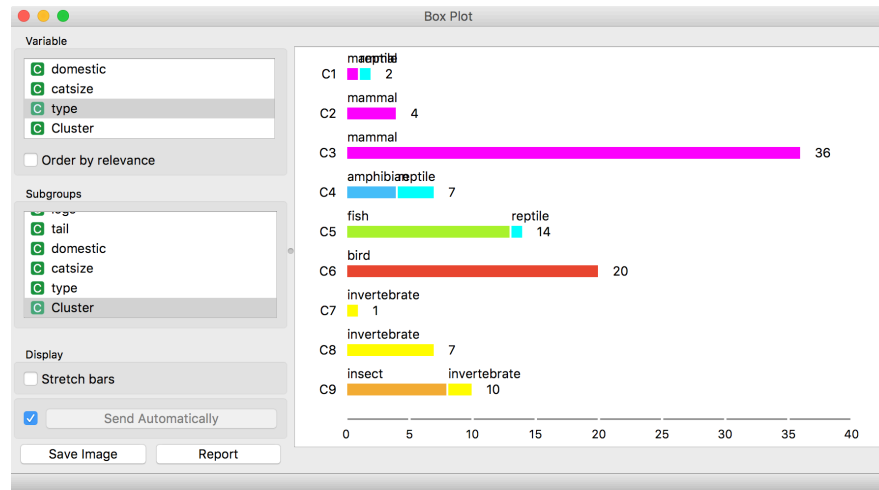 Box Plot
Variable
C domestic
C catsize
C type
C Cluster
Order by relevance
Subgroups
C tail
C domestic
C catsize
C type
C Cluster
Display
Stretch bars
Send Automatically
Save Image Report
mammal reptile
C1 2
mammal
C2 4
mammal
C3 36
amphibian reptile
C4 7
fish reptile
C5 14
bird
C6 20
invertebrate
C7 1
invertebrate
C8 7
insect invertebrate
C9 10
0 5 10 15 20 25 30 35 40